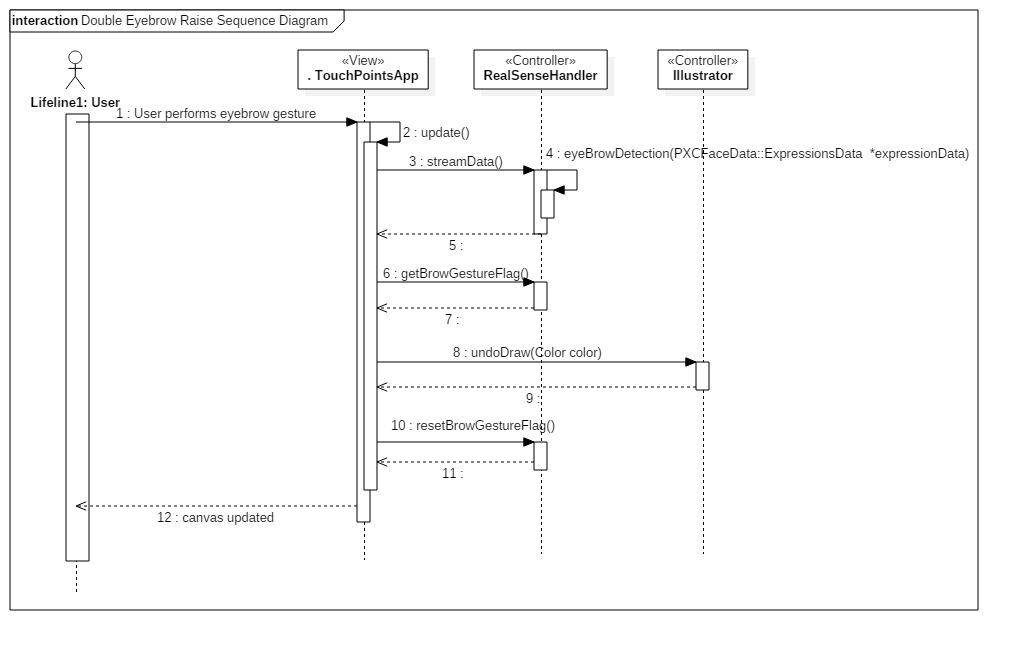 interaction Double Eyebrow Raise Sequence Diagram
«View»
. TouchPointsApp
«Controller»
RealSenseHandler
«Controller»
Illustrator
Lifeline1: User
1 : User performs eyebrow gesture
2 : update()
3 : streamData()
4 : eyeBrowDetection(PXCFaceData::ExpressionsData *expressionData)
5 :
6 : getBrowGestureFlag()
7 :
8 : undoDraw(Color color)
9 :
10 : resetBrowGestureFlag()
11 :
12 : canvas updated